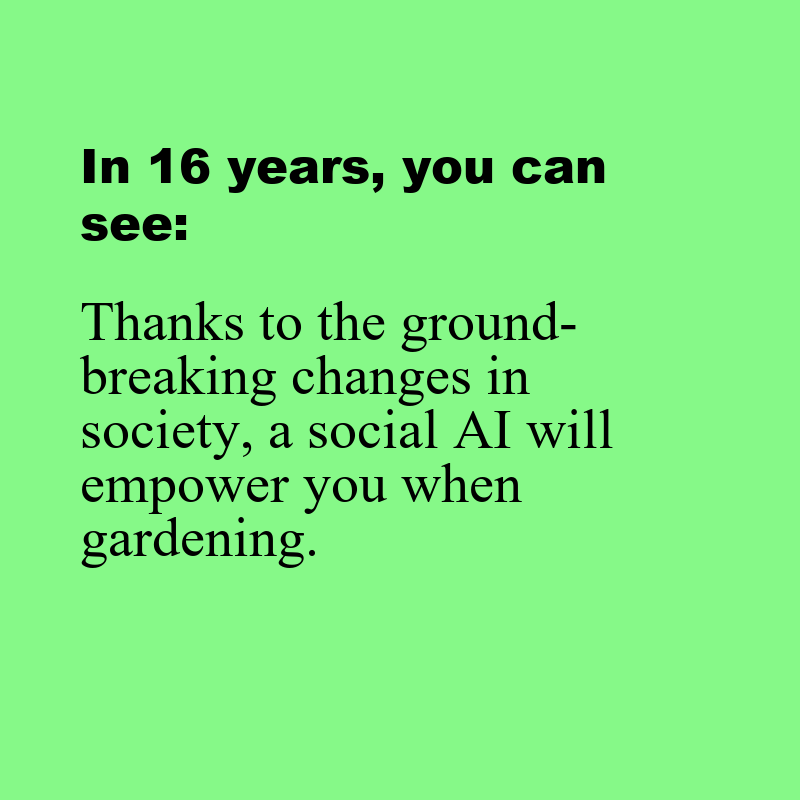 In 16 years, you can
see:
Thanks to the ground-
breaking changes in
society, a social AI will
empower you when
gardening.